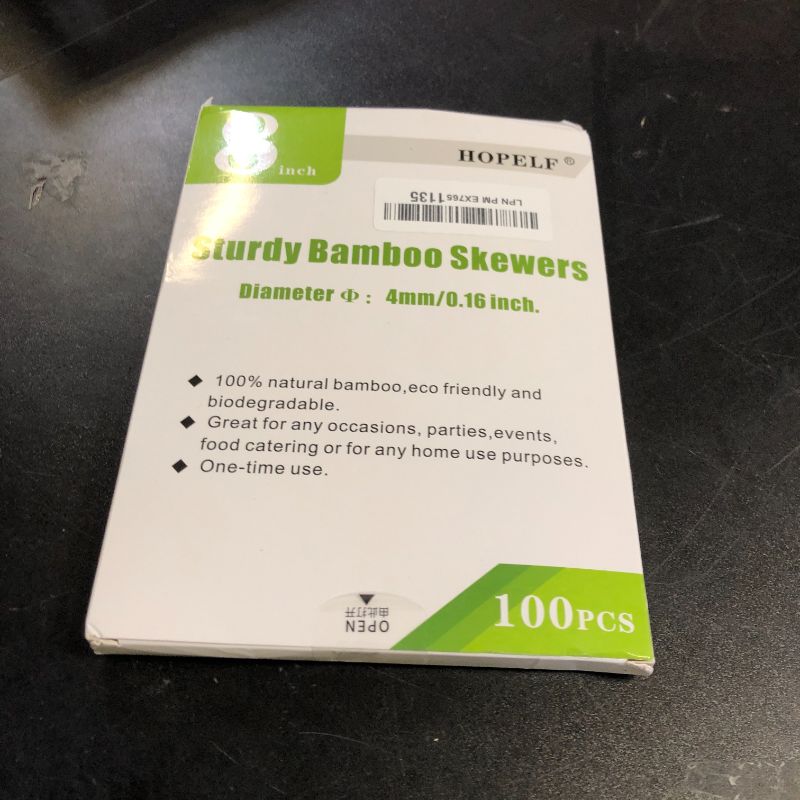 8 inch
HOPELF®
LPN PM EX7651135
Sturdy Bamboo Skewers
Diameter Φ : 4mm/0.16 inch.
◆ 100% natural bamboo,eco friendly and
biodegradable.
◆ Great for any occasions, parties,events,
food catering or for any home use purposes.
◆ One-time use.
OPEN
由此打开
100PCS